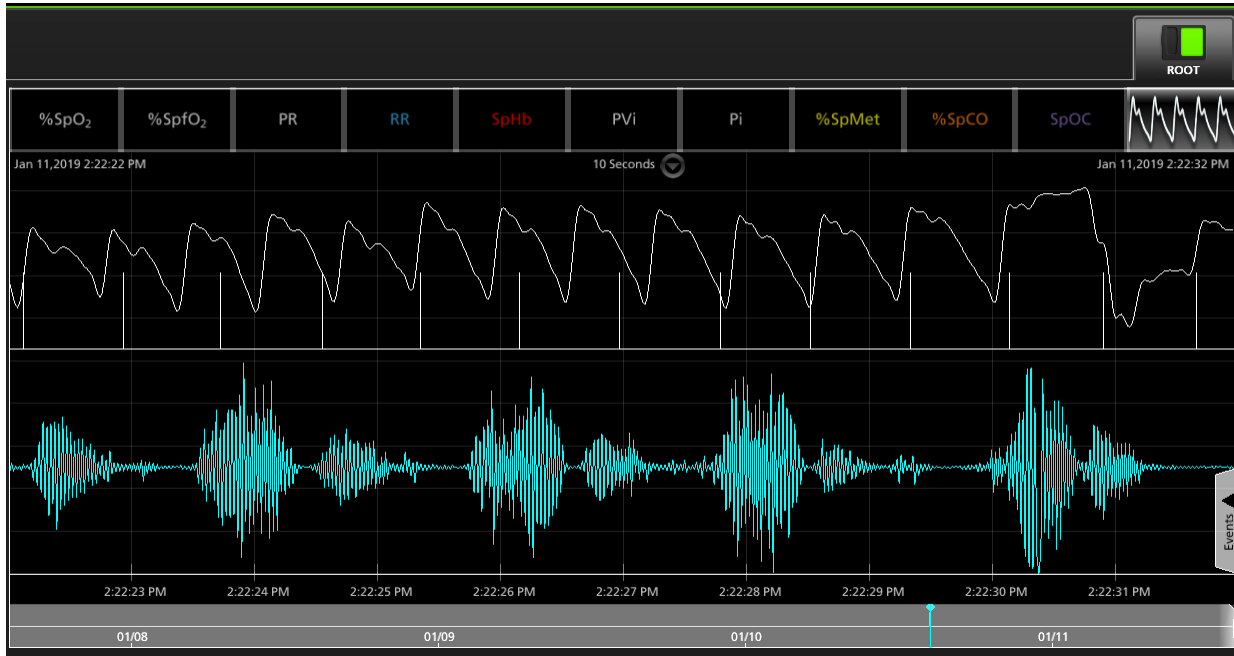 ROOT
%SpO₂ %SpfO₂ PR RR SpHb PVi Pi %SpMet %SpCO SpOC
Jan 11,2019 2:22:22 PM 10 Seconds Jan 11,2019 2:22:32 PM
Events
2:22:23 PM 2:22:24 PM 2:22:25 PM 2:22:26 PM 2:22:27 PM 2:22:28 PM 2:22:29 PM 2:22:30 PM 2:22:31 PM
01/08 01/09 01/10 01/11